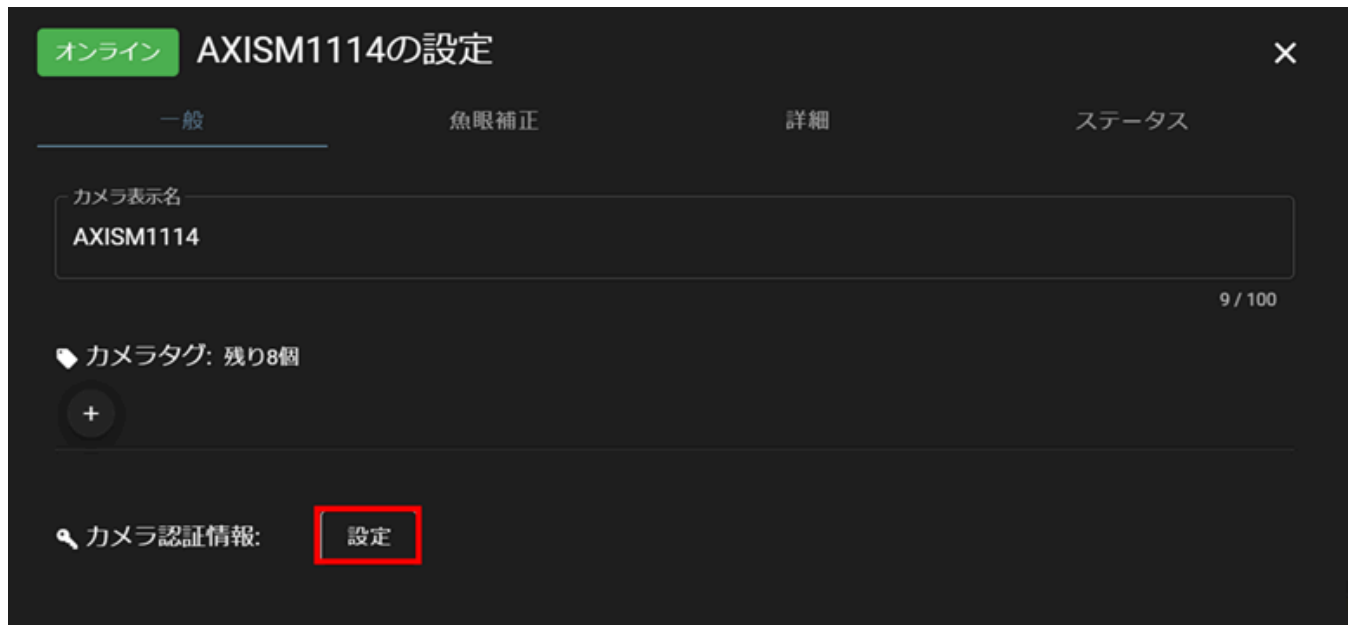 オンライン AXISM1114の設定
一般 魚眼補正 詳細 ステータス
カメラ表示名
AXISM1114
9 / 100
カメラタグ: 残り8個
+
カメラ認証情報: 設定